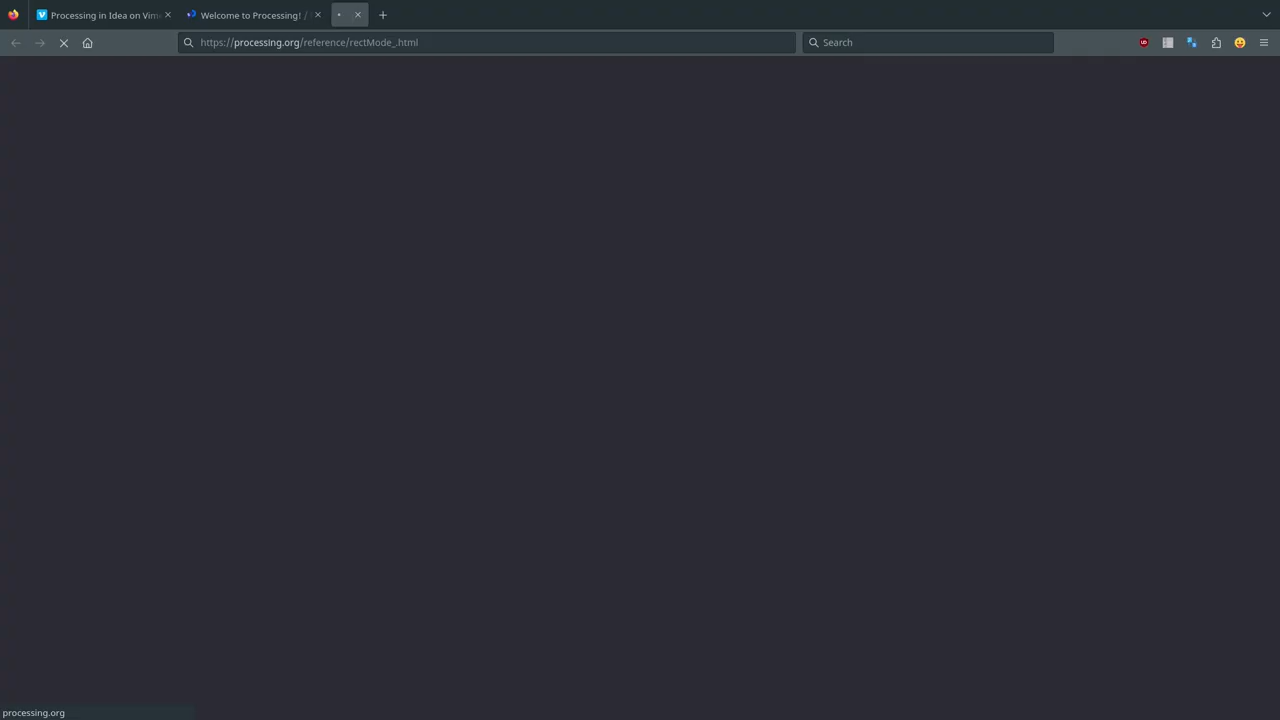 Processing in Idea on Vim
Welcome to Processing! /
https://processing.org/reference/rectMode_.html
Search
processing.org